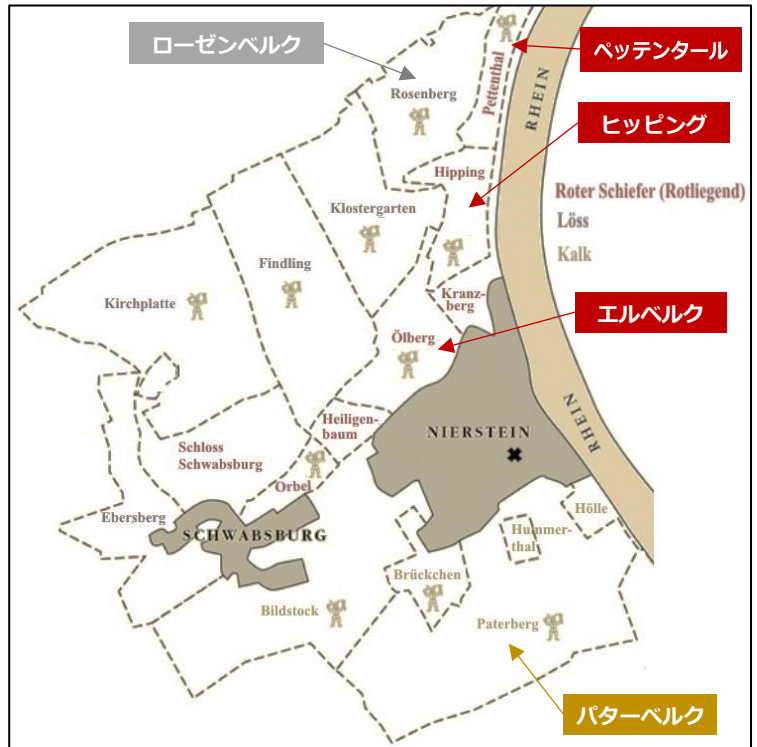 ローゼンベルク
ペッテンタール
Pettenthal
RHEIN
Rosenberg
ヒッピング
Hipping
Roter Schiefer (Rotliegend)
Löss
Kalk
Klostergarten
Findling
Kirchplatte
Kranz-
berg
エルベルク
Ölberg
RHEIN
Heiligen-
baum
NIERSTEIN
Schloss
Schwabsburg
Orbel
Ebersberg
SCHWABSBURG
Hölle
Hummer-
thal
Brückchen
Bildstock
Paterberg
パターベルク